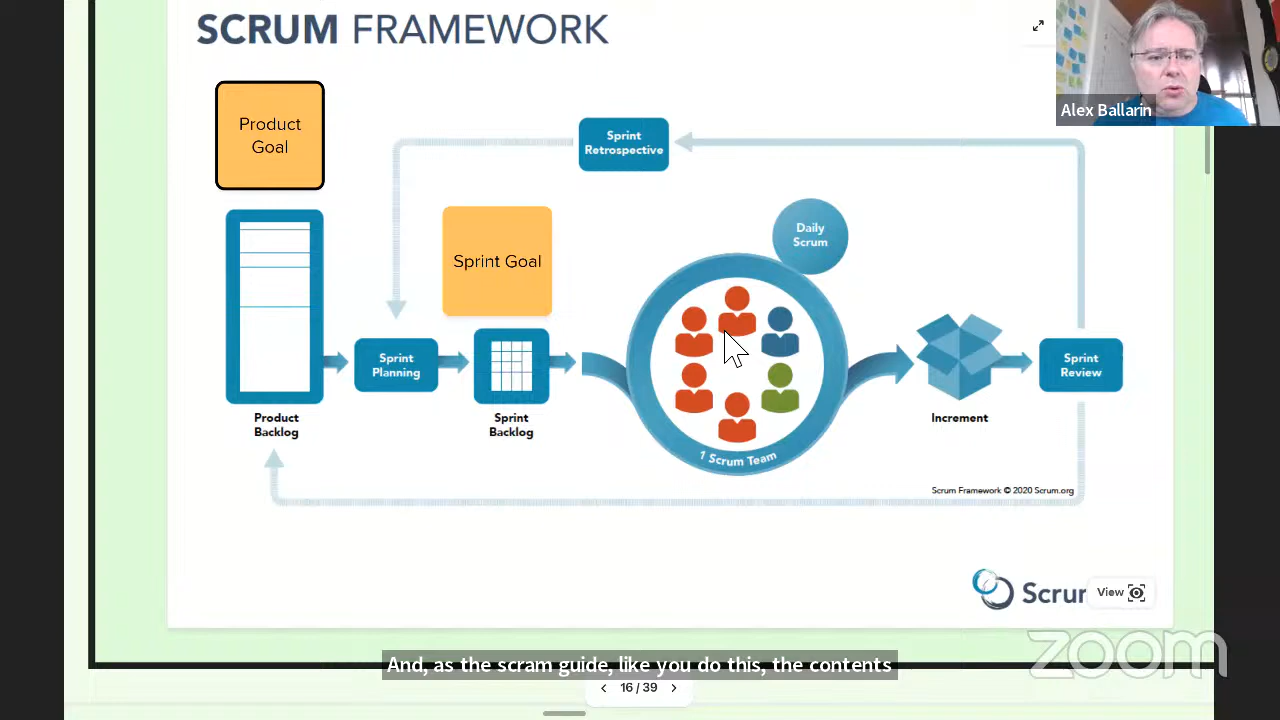 SCRUM FRAMEWORK
Product
Goal
Alex Ballarin
Sprint
Retrospective
Sprint Goal
Daily
Scrum
Sprint
Planning
Sprint
Review
Product
Backlog
Sprint
Backlog
1 Scrum Team
Increment
Scrum Framework © 2020 Scrum.org
Scrum
View
zoom
And, as the scram guide, like you do this, the contents
16 / 39